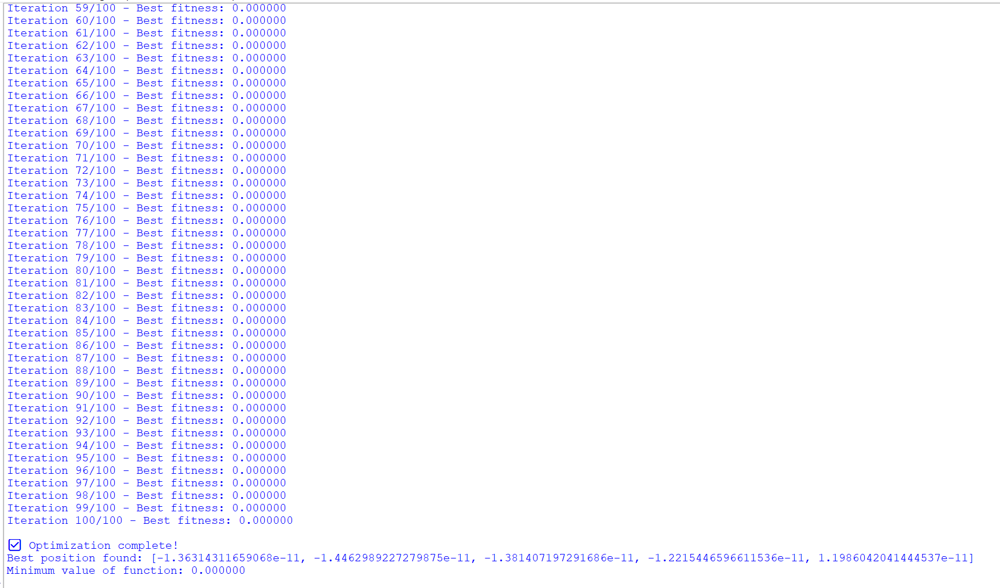 Iteration 59/100 - Best fitness: 0.000000
Iteration 60/100 - Best fitness: 0.000000
Iteration 61/100 - Best fitness: 0.000000
Iteration 62/100 - Best fitness: 0.000000
Iteration 63/100 - Best fitness: 0.000000
Iteration 64/100 - Best fitness: 0.000000
Iteration 65/100 - Best fitness: 0.000000
Iteration 66/100 - Best fitness: 0.000000
Iteration 67/100 - Best fitness: 0.000000
Iteration 68/100 - Best fitness: 0.000000
Iteration 69/100 - Best fitness: 0.000000
Iteration 70/100 - Best fitness: 0.000000
Iteration 71/100 - Best fitness: 0.000000
Iteration 72/100 - Best fitness: 0.000000
Iteration 73/100 - Best fitness: 0.000000
Iteration 74/100 - Best fitness: 0.000000
Iteration 75/100 - Best fitness: 0.000000
Iteration 76/100 - Best fitness: 0.000000
Iteration 77/100 - Best fitness: 0.000000
Iteration 78/100 - Best fitness: 0.000000
Iteration 79/100 - Best fitness: 0.000000
Iteration 80/100 - Best fitness: 0.000000
Iteration 81/100 - Best fitness: 0.000000
Iteration 82/100 - Best fitness: 0.000000
Iteration 83/100 - Best fitness: 0.000000
Iteration 84/100 - Best fitness: 0.000000
Iteration 85/100 - Best fitness: 0.000000
Iteration 86/100 - Best fitness: 0.000000
Iteration 87/100 - Best fitness: 0.000000
Iteration 88/100 - Best fitness: 0.000000
Iteration 89/100 - Best fitness: 0.000000
Iteration 90/100 - Best fitness: 0.000000
Iteration 91/100 - Best fitness: 0.000000
Iteration 92/100 - Best fitness: 0.000000
Iteration 93/100 - Best fitness: 0.000000
Iteration 94/100 - Best fitness: 0.000000
Iteration 95/100 - Best fitness: 0.000000
Iteration 96/100 - Best fitness: 0.000000
Iteration 97/100 - Best fitness: 0.000000
Iteration 98/100 - Best fitness: 0.000000
Iteration 99/100 - Best fitness: 0.000000
Iteration 100/100 - Best fitness: 0.000000
☑ Optimization complete!
Best position found: [-1.36314311659068e-11, -1.4462989227279875e-11, -1.381407197291686e-11, -1.2215446596611536e-11, 1.1986042041444537e-11]
Minimum value of function: 0.000000